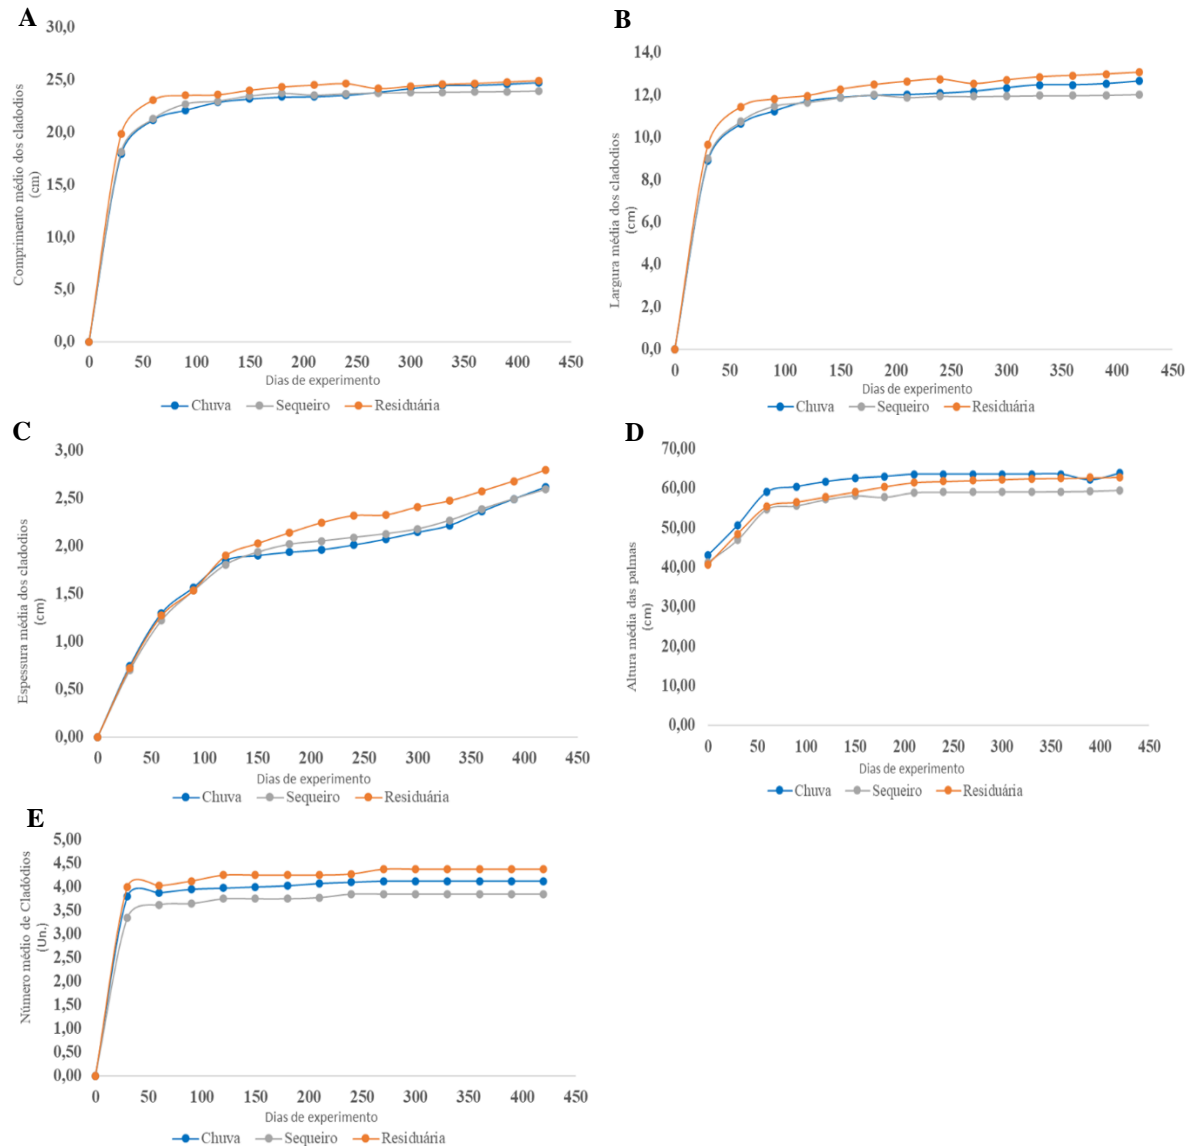 A
Comprimento médio dos cladodios
(cm)
30,0
25,0
20,0
15,0
10,0
5,0
0,0
0 50 100 150 200 250 300 350 400 450
Dias de experimento
Chuva Sequeiro Residuária
B
Largura média dos cladodios
(cm)
14,0
12,0
10,0
8,0
6,0
4,0
2,0
0,0
0 50 100 150 200 250 300 350 400 450
Dias de experimento
Chuva Sequeiro Residuária
C
Espessura média dos cladodios
(cm)
3,00
2,50
2,00
1,50
1,00
0,50
0,00
0 50 100 150 200 250 300 350 400 450
Dias de experimento
Chuva Sequeiro Residuária
D
Altura média das palmas
(cm)
70,00
60,00
50,00
40,00
30,00
20,00
10,00
0,00
0 50 100 150 200 250 300 350 400 450
Dias de experimento
Chuva Sequeiro Residuária
E
Número médio de Cladódios
(Un.)
5,00
4,50
4,00
3,50
3,00
2,50
2,00
1,50
1,00
0,50
0,00
0 50 100 150 200 250 300 350 400 450
Dias de experimento
Chuva Sequeiro Residuária